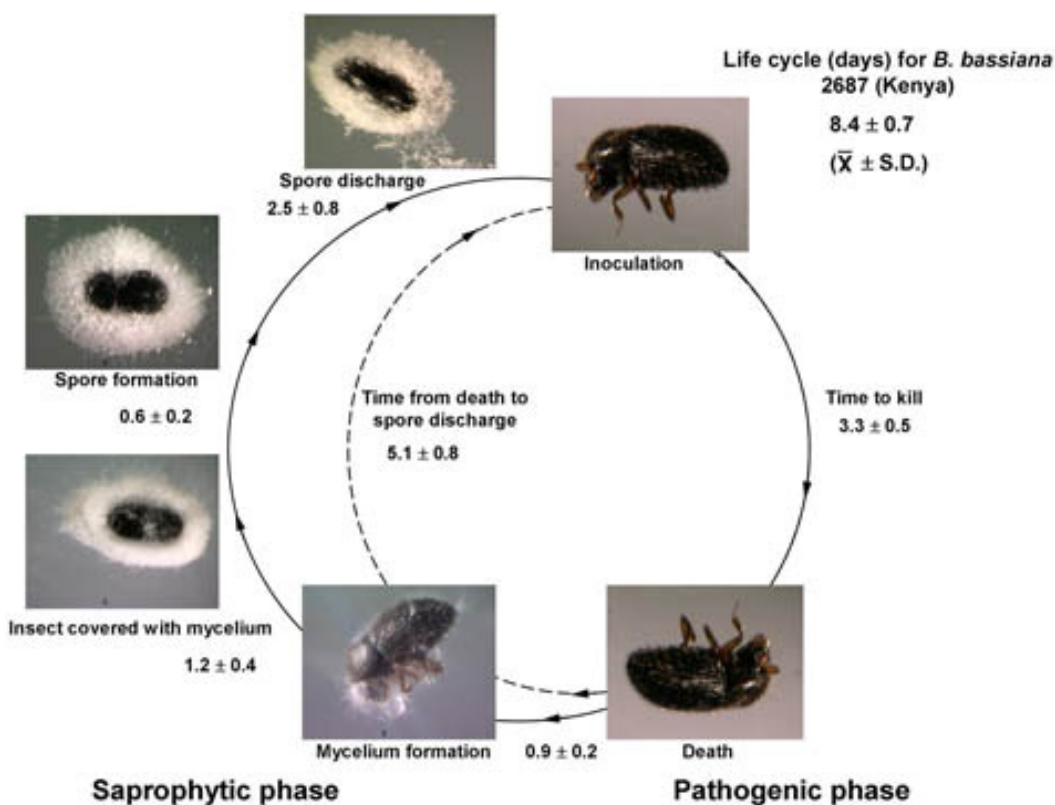 Life cycle (days) for B. bassiana
2687 (Kenya)
8.4 ± 0.7
(x̄ ± S.D.)
Spore discharge
2.5 ± 0.8
Inoculation
Spore formation
0.6 ± 0.2
Time from death to
spore discharge
5.1 ± 0.8
Time to kill
3.3 ± 0.5
Insect covered with mycelium
1.2 ± 0.4
Mycelium formation
0.9 ± 0.2
Death
Saprophytic phase
Pathogenic phase